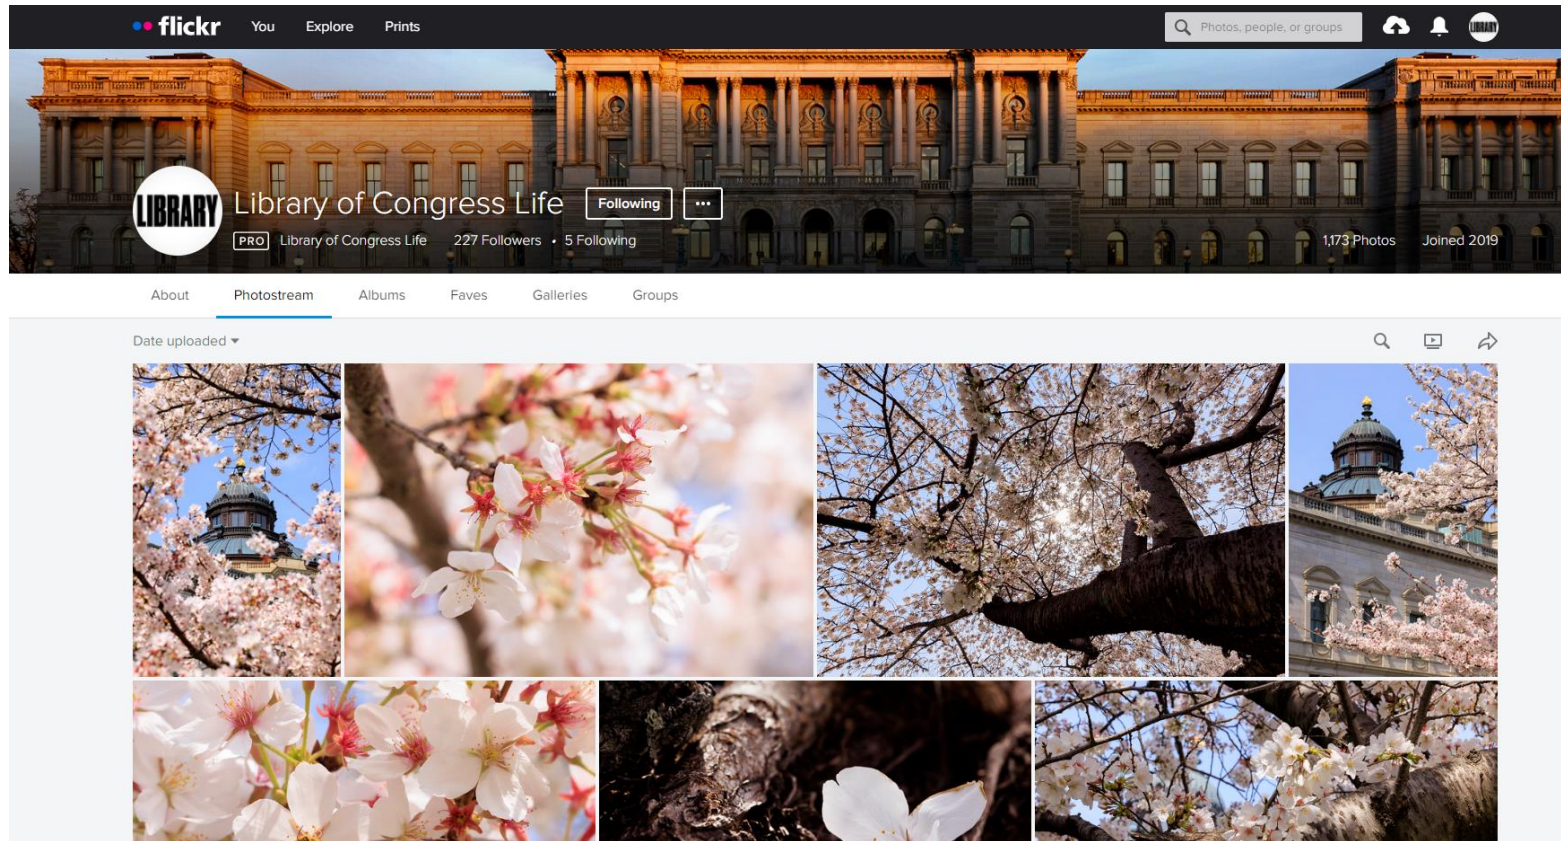 flickr You Explore Prints Photos, people, or groups LIBRARY
LIBRARY
Library of Congress Life Following ...
PRO Library of Congress Life 227 Followers • 5 Following 1,173 Photos Joined 2019
About Photostream Albums Faves Galleries Groups
Date uploaded